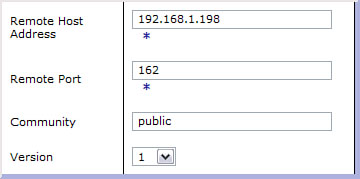 Remote Host Address
192.168.1.198
*
Remote Port
162
*
Community
public
Version
1